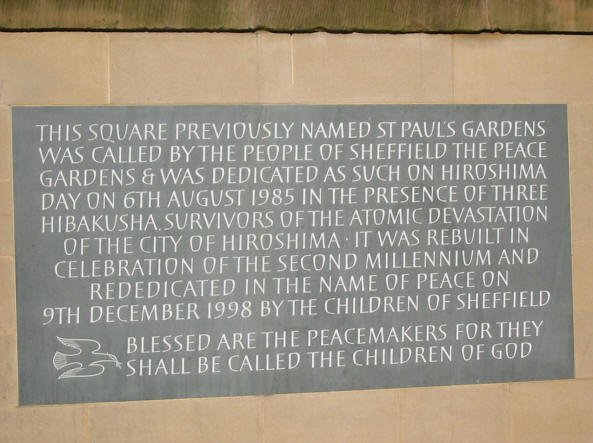 THIS SQUARE PREVIOUSLY NAMED ST PAUL'S GARDENS
WAS CALLED BY THE PEOPLE OF SHEFFIELD THE PEACE
GARDENS & WAS DEDICATED AS SUCH ON HIROSHIMA
DAY ON 6TH AUGUST 1985 IN THE PRESENCE OF THREE
HIBAKUSHA, SURVIVORS OF THE ATOMIC DEVASTATION
OF THE CITY OF HIROSHIMA · IT WAS REBUILT IN
CELEBRATION OF THE SECOND MILLENNIUM AND
REDEDICATED IN THE NAME OF PEACE ON
9TH DECEMBER 1998 BY THE CHILDREN OF SHEFFIELD
BLESSED ARE THE PEACEMAKERS FOR THEY
SHALL BE CALLED THE CHILDREN OF GOD